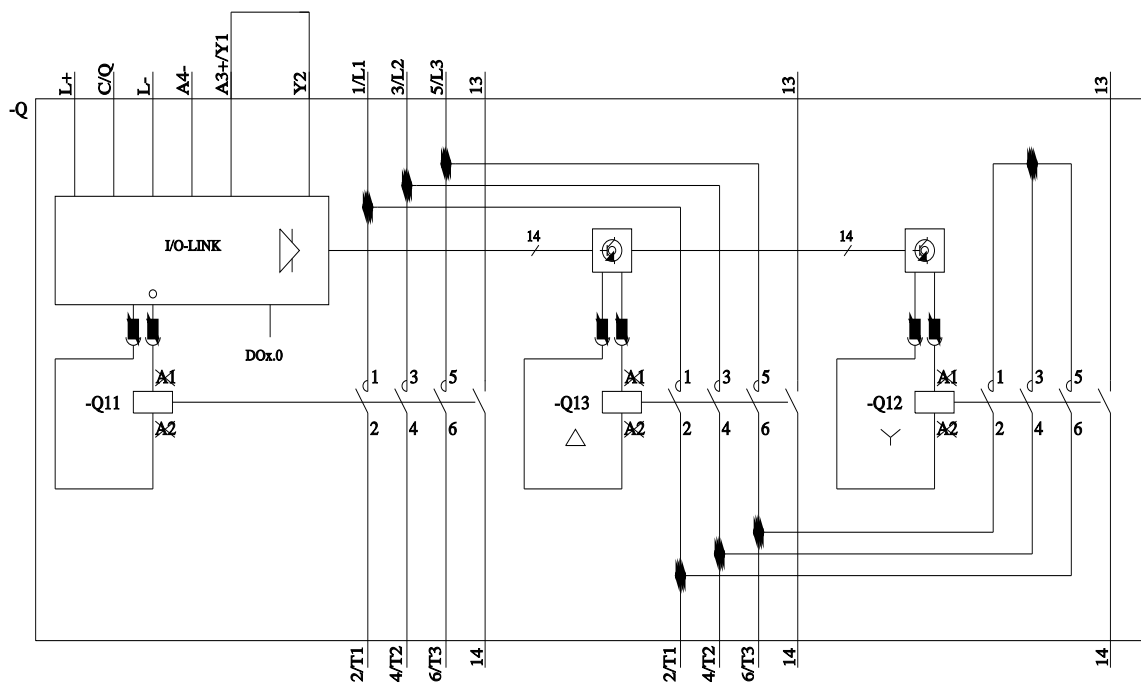 L+ C/Q L- A4- A3+/Y1 Y2 1/L1 3/L2 5/L3 13 13 13
-Q
I/O-LINK 14 14
DOx.0
A1 1 3 5 A1 1 3 5 A1 1 3 5
-Q11 -Q13 -Q12
A2 2 4 6 A2 2 4 6 A2 2 4 6
2/T1 4/T2 6/T3 14 2/T1 4/T2 6/T3 14 14